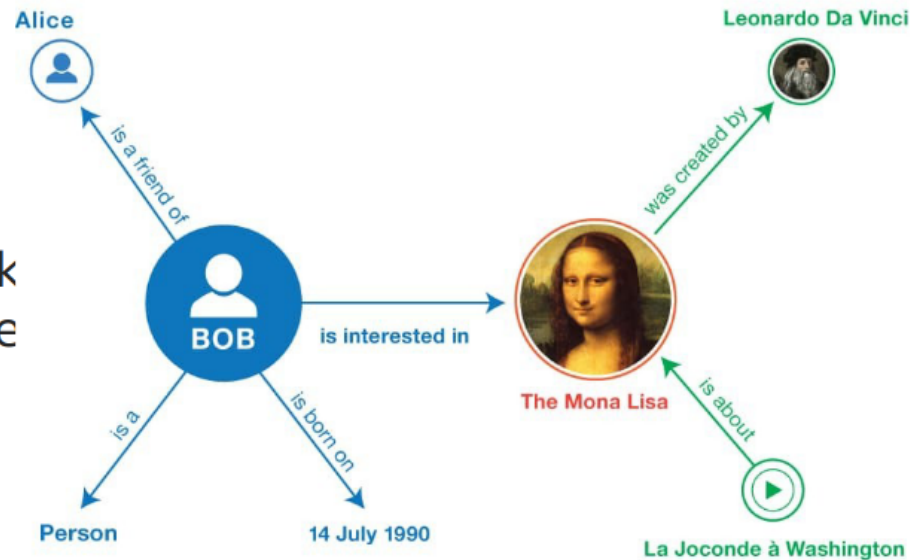 Alice
Leonardo Da Vinci
is a friend of
was created by
k
e
BOB
is interested in
The Mona Lisa
is a
is born on
is about
Person
14 July 1990
La Joconde à Washington